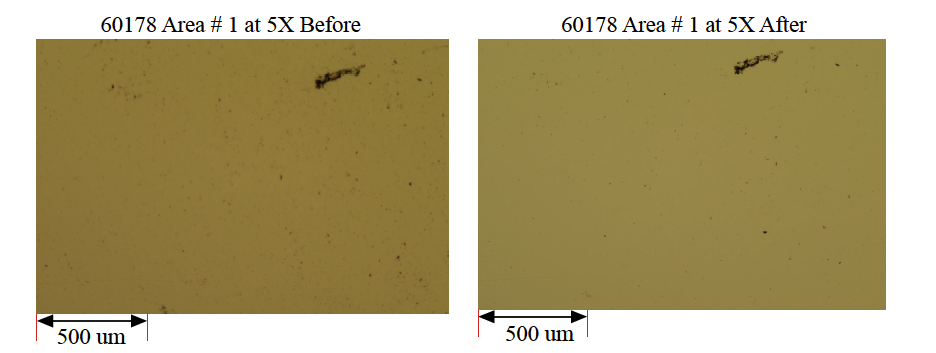 60178 Area # 1 at 5X Before
60178 Area # 1 at 5X After
500 um
500 um